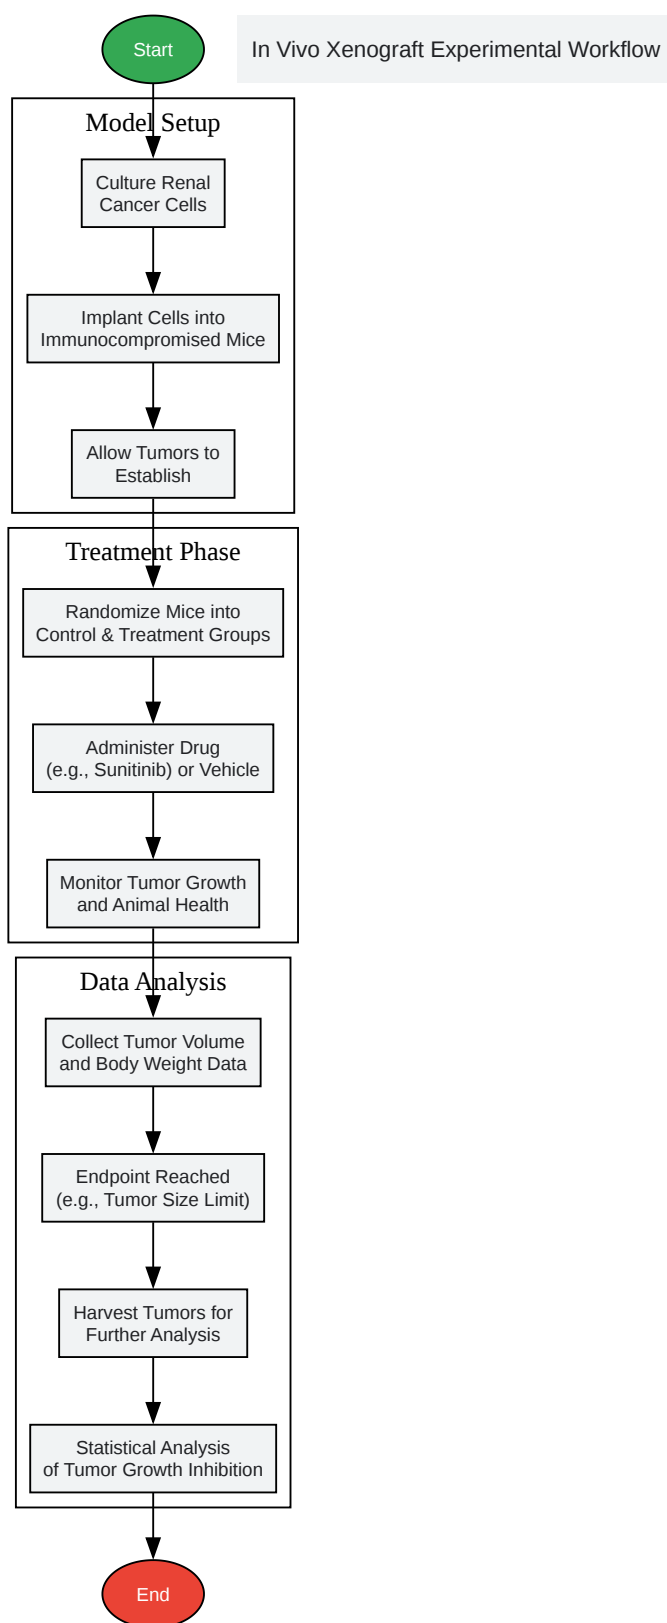 Start
In Vivo Xenograft Experimental Workflow
Model Setup
Culture Renal
Cancer Cells
Implant Cells into
Immunocompromised Mice
Allow Tumors to
Establish
Treatment Phase
Randomize Mice into
Control & Treatment Groups
Administer Drug
(e.g., Sunitinib) or Vehicle
Monitor Tumor Growth
and Animal Health
Data Analysis
Collect Tumor Volume
and Body Weight Data
Endpoint Reached
(e.g., Tumor Size Limit)
Harvest Tumors for
Further Analysis
Statistical Analysis
of Tumor Growth Inhibition
End